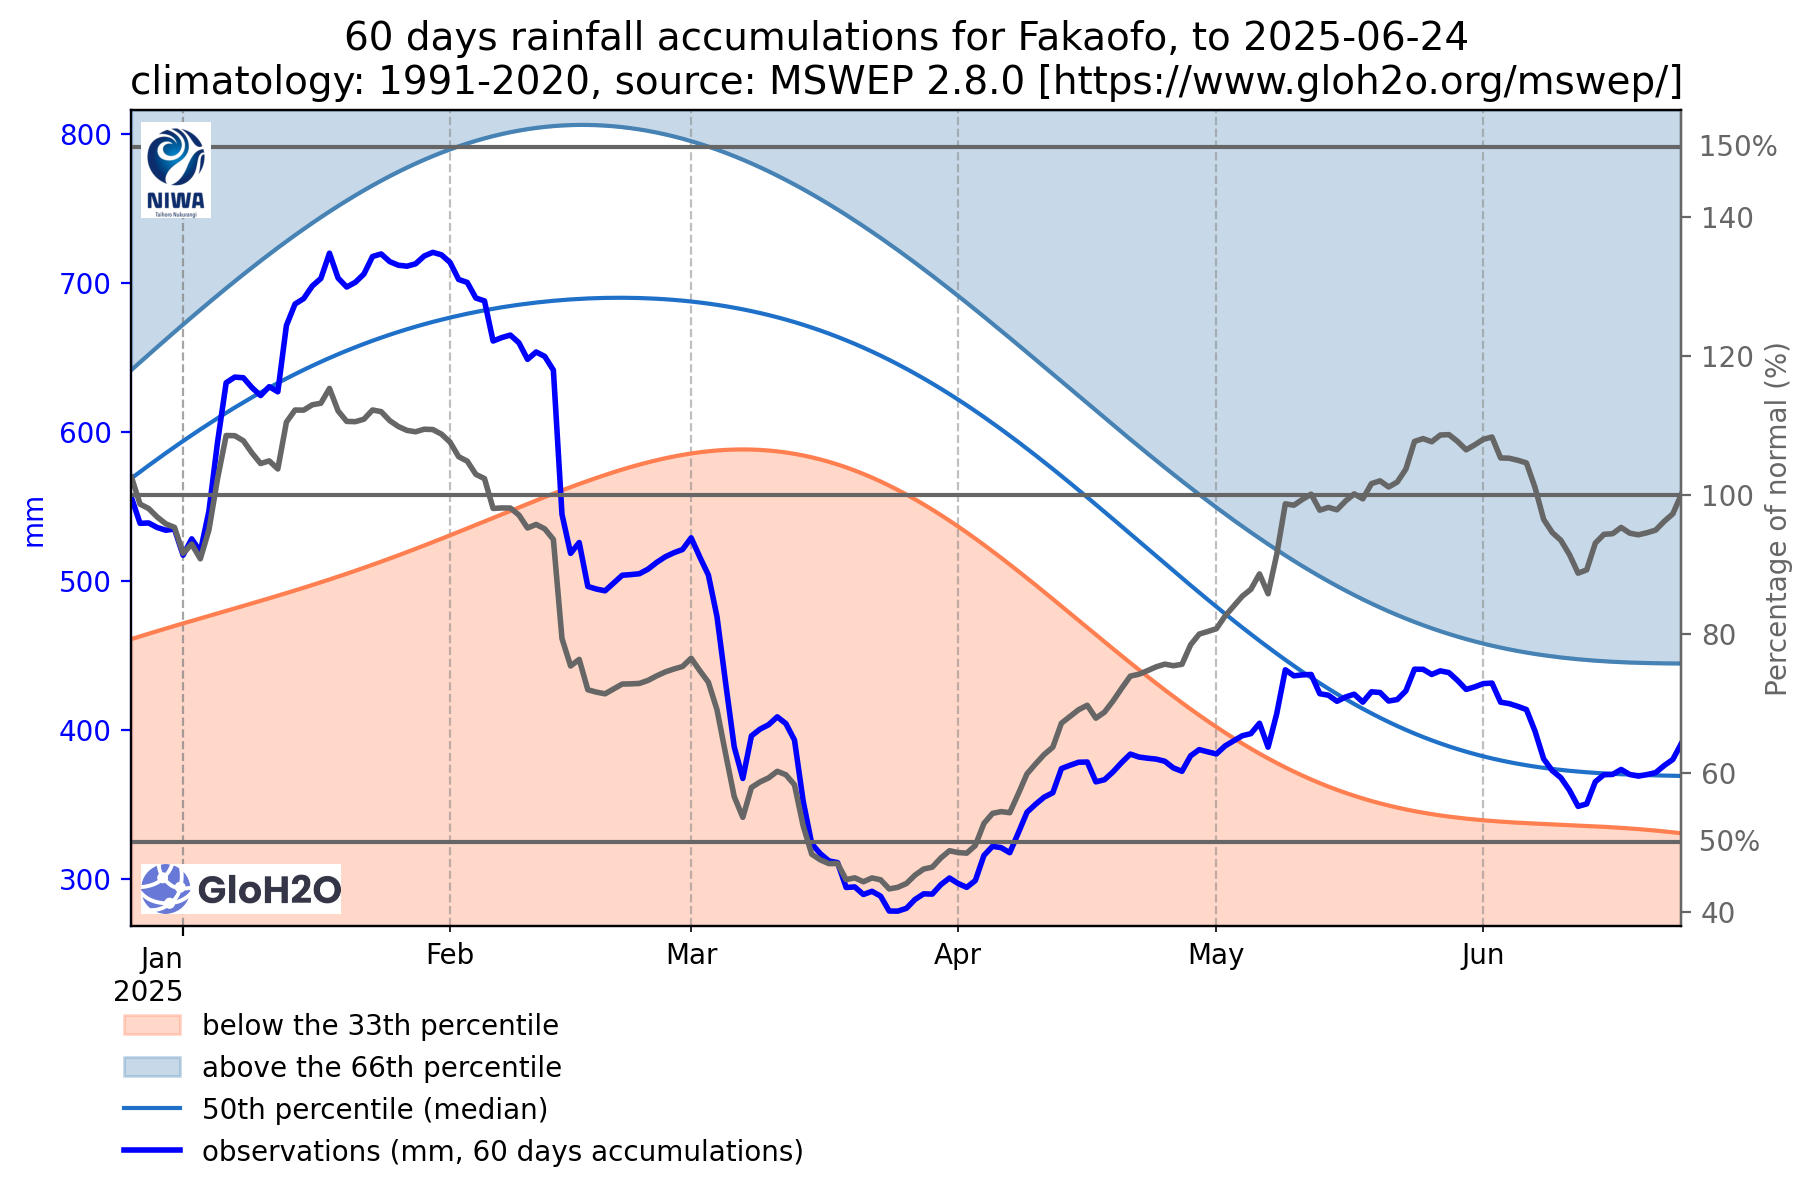 60 days rainfall accumulations for Fakaofo, to 2025-06-24
climatology: 1991-2020, source: MSWEP 2.8.0 [https://www.gloh2o.org/mswep/]
800
700
600
500
400
300
mm
150%
140
120
100
80
60
50%
40
Percentage of normal (%)
NIWA
Taihoro Nukurangi
GloH2O
Jan
2025
Feb
Mar
Apr
May
Jun
below the 33th percentile
above the 66th percentile
50th percentile (median)
observations (mm, 60 days accumulations)